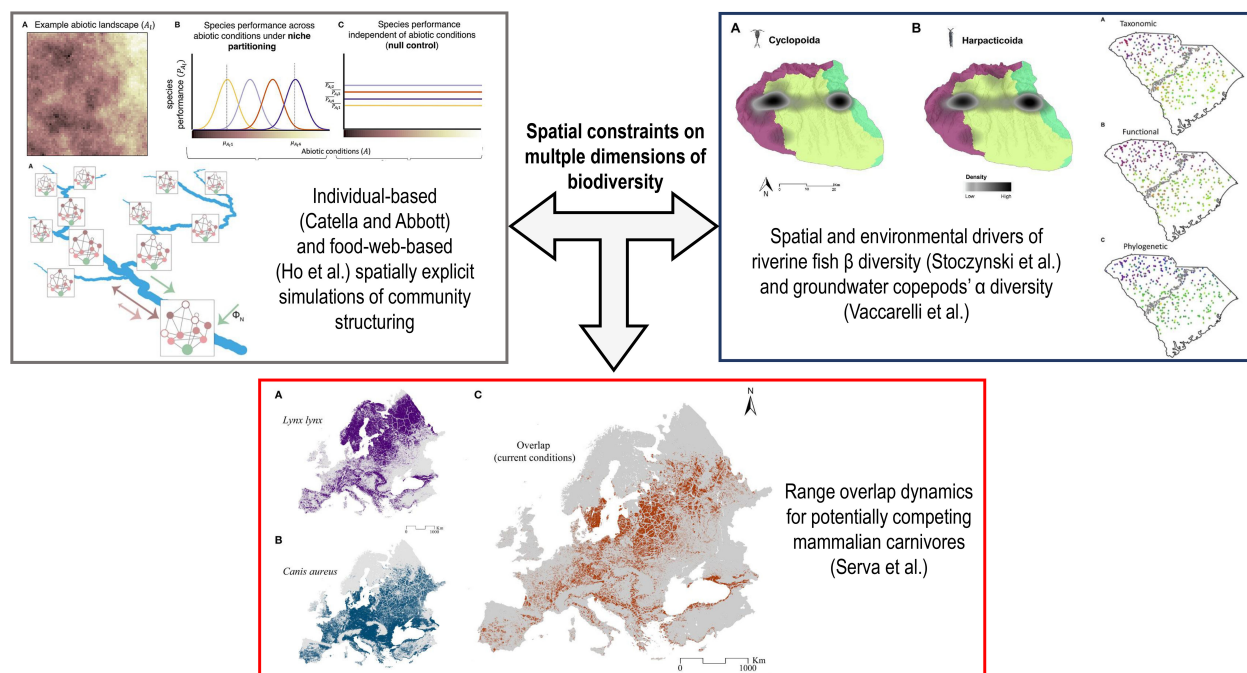 A Example abiotic landscape (A_I)
B Species performance across
abiotic conditions under niche
partitioning
C Species performance
independent of abiotic conditions
(null control)
species
performance
Abiotic conditions (A)
A
Φ_N
Individual-based
(Catella and Abbott)
and food-web-based
(Ho et al.) spatially explicit
simulations of community
structuring
Spatial constraints on
multple dimensions of
biodiversity
A Cyclopoida
B Harpacticoida
N
Density
Low High
A
Taxonomic
B
Functional
C
Phylogenetic
Spatial and environmental drivers of
riverine fish β diversity (Stoczynski et al.)
and groundwater copepods’ α diversity
(Vaccarelli et al.)
A
Lynx lynx
Km
0 1000
B
Canis aureus
C
Overlap
(current conditions)
N
Km
0 1000
Range overlap dynamics
for potentially competing
mammalian carnivores
(Serva et al.)